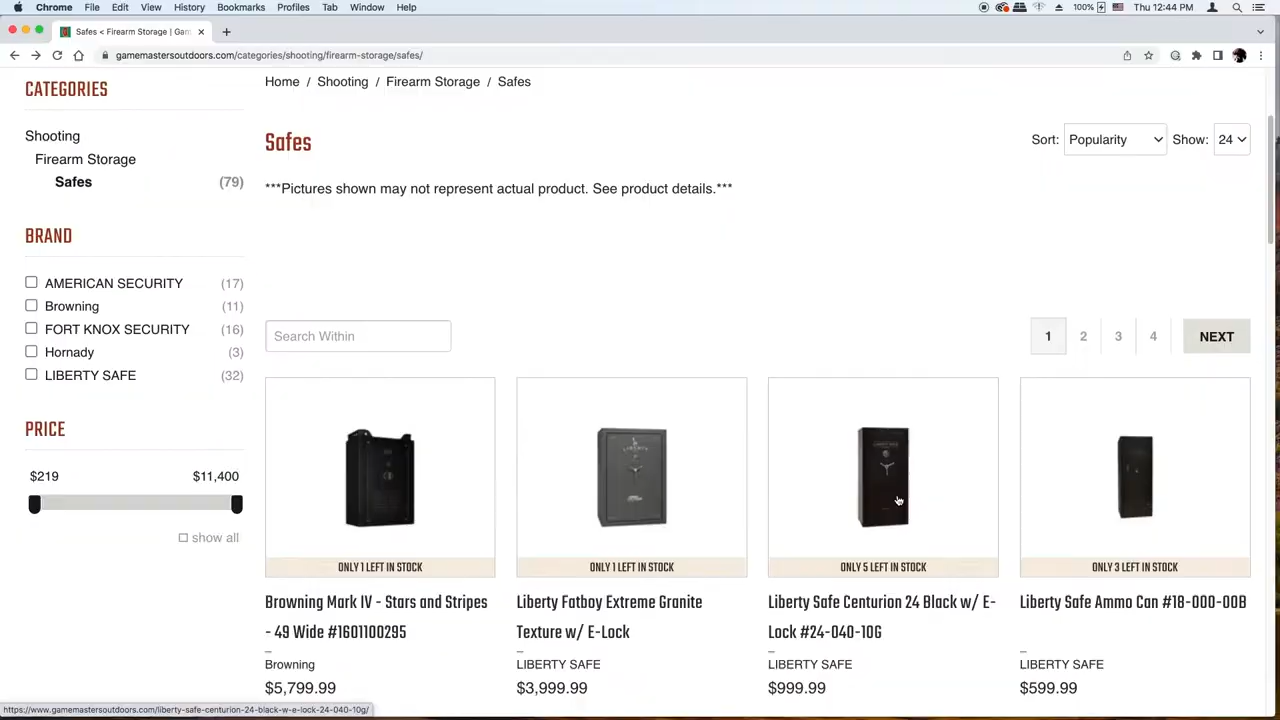 Chrome File Edit View History Bookmarks Profiles Tab Window Help 100% Thu 12:44 PM
Safes < Firearm Storage | Gam
gamemastersoutdoors.com/categories/shooting/firearm-storage/safes/
CATEGORIES
Shooting
Firearm Storage
Safes (79)
BRAND
AMERICAN SECURITY (17)
Browning (11)
FORT KNOX SECURITY (16)
Hornady (3)
LIBERTY SAFE (32)
PRICE
$219 $11,400
show all
Home / Shooting / Firearm Storage / Safes
Safes
Sort: Popularity Show: 24
***Pictures shown may not represent actual product. See product details.***
Search Within
1 2 3 4 NEXT
ONLY 1 LEFT IN STOCK
Browning Mark IV - Stars and Stripes
- 49 Wide #1601100295
–
Browning
$5,799.99
ONLY 1 LEFT IN STOCK
Liberty Fatboy Extreme Granite
Texture w/ E-Lock
–
LIBERTY SAFE
$3,999.99
ONLY 5 LEFT IN STOCK
Liberty Safe Centurion 24 Black w/ E-
Lock #24-040-10G
–
LIBERTY SAFE
$999.99
ONLY 3 LEFT IN STOCK
Liberty Safe Ammo Can #18-000-00B
–
LIBERTY SAFE
$599.99
https://www.gamemastersoutdoors.com/liberty-safe-centurion-24-black-w-e-lock-24-040-10g/